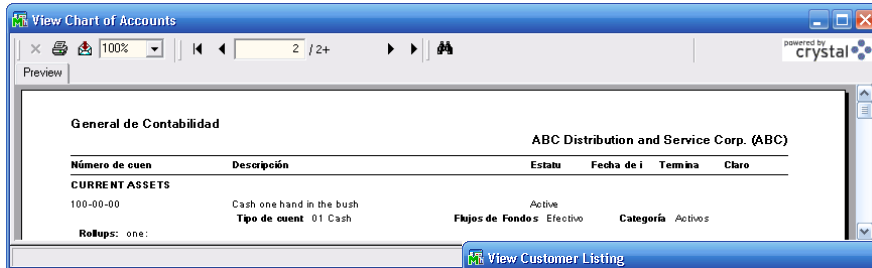 View Chart of Accounts
100% 2 / 2+ powered by crystal
Preview
General de Contabilidad
ABC Distribution and Service Corp. (ABC)
Número de cuen Descripción Estatu Fecha de i Termina Claro
CURRENT ASSETS
100-00-00 Cash one hand in the bush Active
Tipo de cuent 01 Cash Flujos de Fondos Efectivo Categoría Activos
Rollups: one:
View Customer Listing